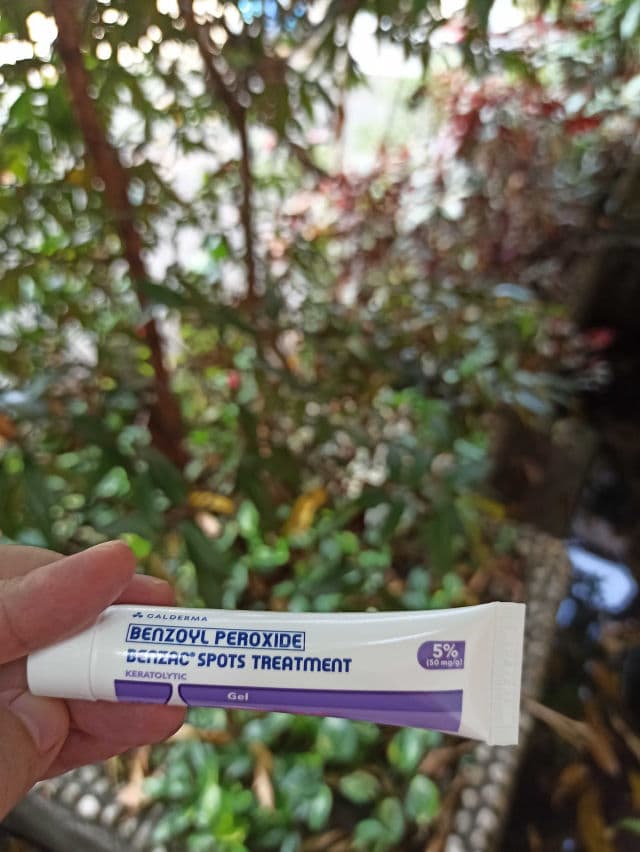 GALDERMA
BENZOYL PEROXIDE
BENZAC® SPOTS TREATMENT
KERATOLYTIC
Gel
5%
(50 mg/g)